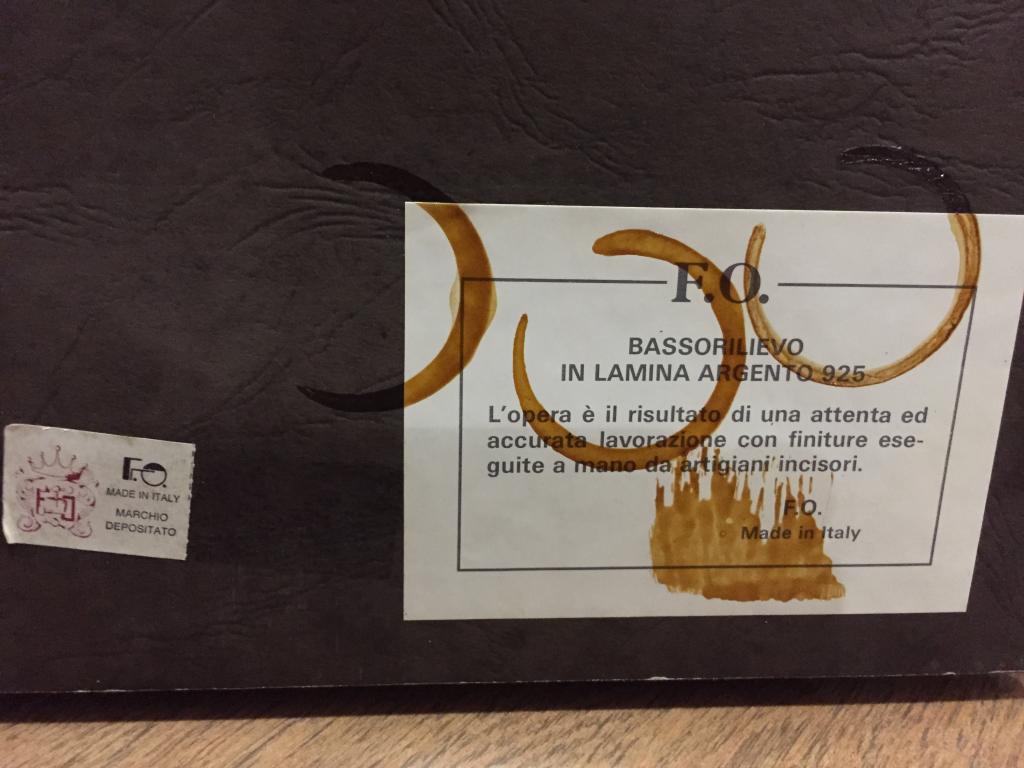 F.O.
BASSORILIEVO
IN LAMINA ARGENTO 925
L'opera è il risultato di una attenta ed
accurata lavorazione con finiture ese-
guite a mano da artigiani incisori.
F.O.
Made in Italy
F.O.
MADE IN ITALY
MARCHIO
DEPOSITATO